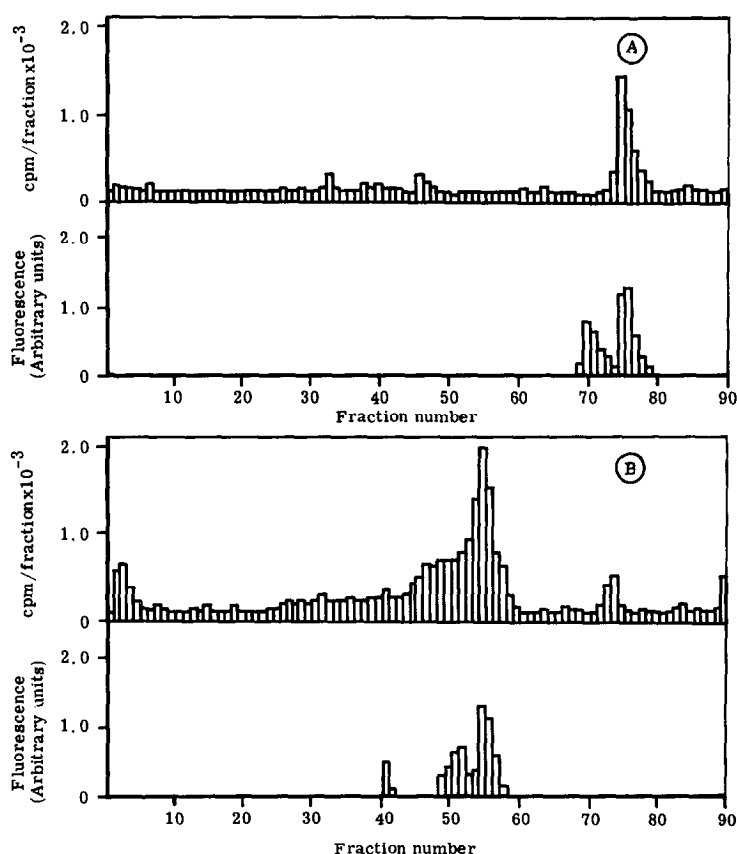 2.0
1.0
0
cpm/fraction x10⁻³
A
2.0
1.0
0
Fluorescence
(Arbitrary units)
10 20 30 40 50 60 70 80 90
Fraction number
2.0
1.0
0
cpm/fraction x10⁻³
B
2.0
1.0
0
Fluorescence
(Arbitrary units)
10 20 30 40 50 60 70 80 90
Fraction number